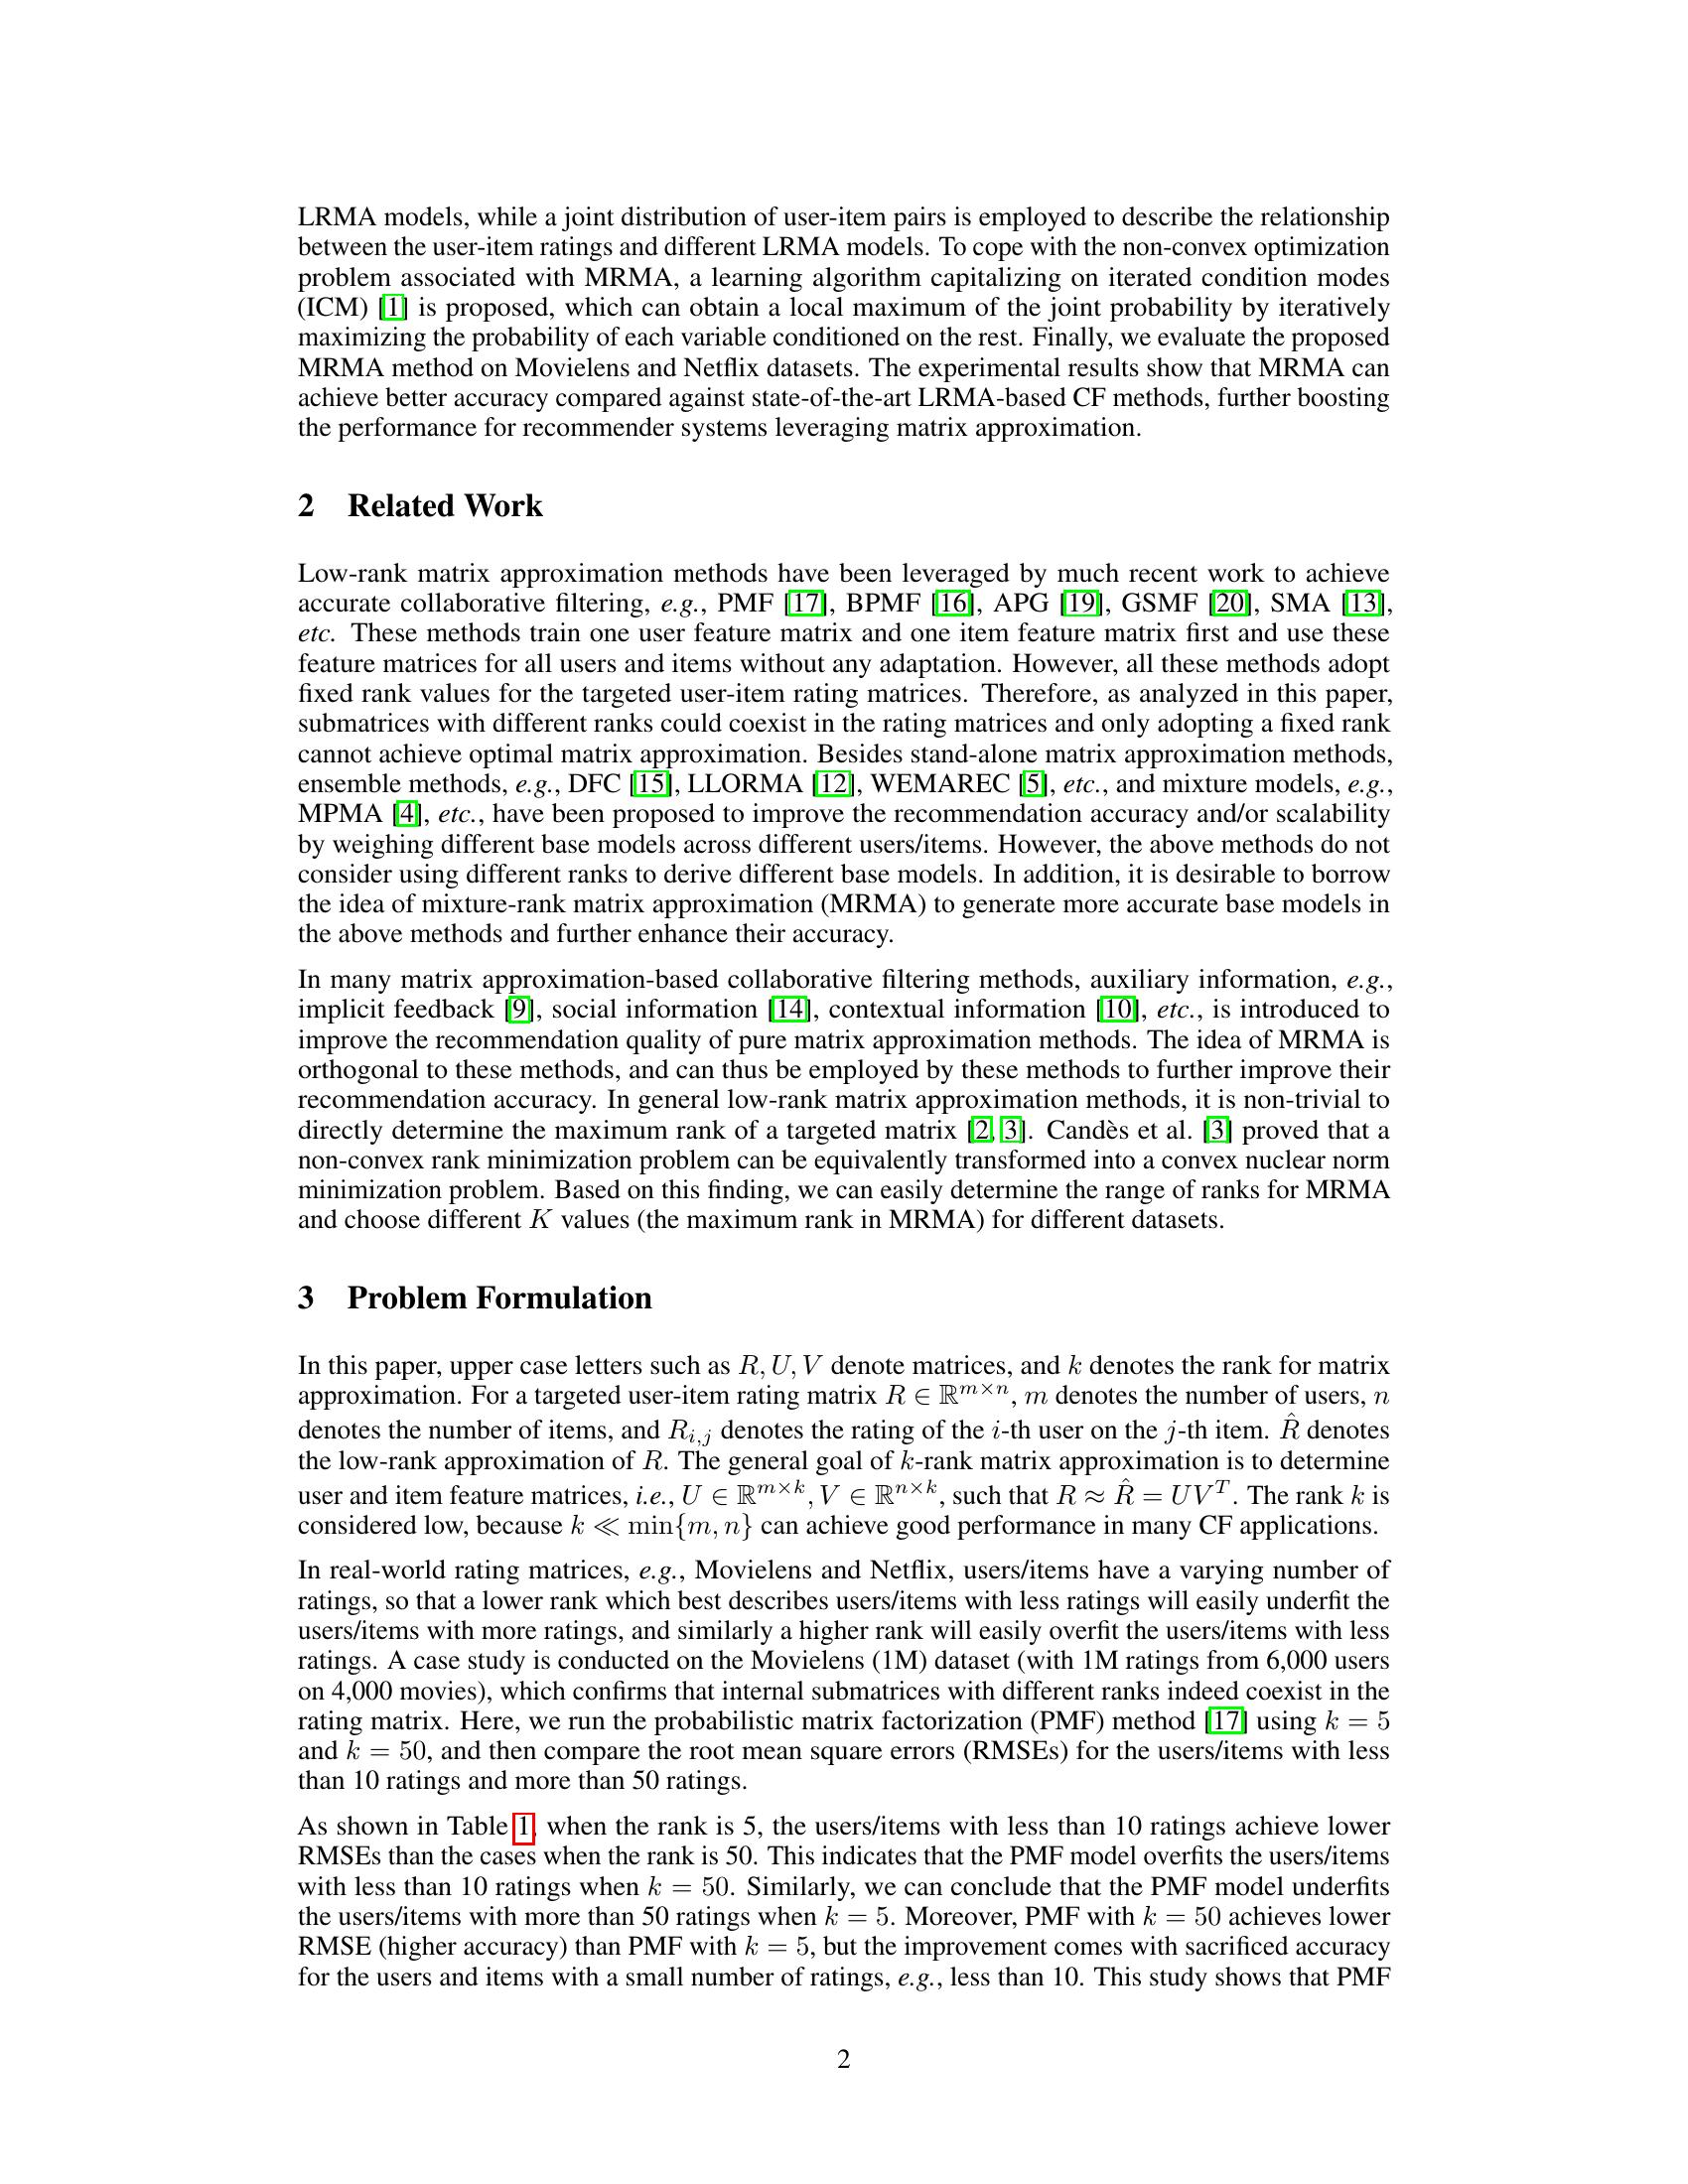 LRMA models, while a joint distribution of user-item pairs is employed to describe the relationship
between the user-item ratings and different LRMA models. To cope with the non-convex optimization
problem associated with MRMA, a learning algorithm capitalizing on iterated condition modes
(ICM) [1] is proposed, which can obtain a local maximum of the joint probability by iteratively
maximizing the probability of each variable conditioned on the rest. Finally, we evaluate the proposed
MRMA method on Movielens and Netflix datasets. The experimental results show that MRMA can
achieve better accuracy compared against state-of-the-art LRMA-based CF methods, further boosting
the performance for recommender systems leveraging matrix approximation.
2 Related Work
Low-rank matrix approximation methods have been leveraged by much recent work to achieve
accurate collaborative filtering, e.g., PMF [17], BPMF [16], APG [19], GSMF [20], SMA [13],
etc. These methods train one user feature matrix and one item feature matrix first and use these
feature matrices for all users and items without any adaptation. However, all these methods adopt
fixed rank values for the targeted user-item rating matrices. Therefore, as analyzed in this paper,
submatrices with different ranks could coexist in the rating matrices and only adopting a fixed rank
cannot achieve optimal matrix approximation. Besides stand-alone matrix approximation methods,
ensemble methods, e.g., DFC [15], LLORMA [12], WEMAREC [5], etc., and mixture models, e.g.,
MPMA [4], etc., have been proposed to improve the recommendation accuracy and/or scalability
by weighing different base models across different users/items. However, the above methods do not
consider using different ranks to derive different base models. In addition, it is desirable to borrow
the idea of mixture-rank matrix approximation (MRMA) to generate more accurate base models in
the above methods and further enhance their accuracy.
In many matrix approximation-based collaborative filtering methods, auxiliary information, e.g.,
implicit feedback [9], social information [14], contextual information [10], etc., is introduced to
improve the recommendation quality of pure matrix approximation methods. The idea of MRMA is
orthogonal to these methods, and can thus be employed by these methods to further improve their
recommendation accuracy. In general low-rank matrix approximation methods, it is non-trivial to
directly determine the maximum rank of a targeted matrix [2, 3]. Candès et al. [3] proved that a
non-convex rank minimization problem can be equivalently transformed into a convex nuclear norm
minimization problem. Based on this finding, we can easily determine the range of ranks for MRMA
and choose different K values (the maximum rank in MRMA) for different datasets.
3 Problem Formulation
In this paper, upper case letters such as R, U, V denote matrices, and k denotes the rank for matrix
approximation. For a targeted user-item rating matrix R ∈ ℝ^{m×n}, m denotes the number of users, n
denotes the number of items, and R_{i,j} denotes the rating of the i-th user on the j-th item. R̂ denotes
the low-rank approximation of R. The general goal of k-rank matrix approximation is to determine
user and item feature matrices, i.e., U ∈ ℝ^{m×k}, V ∈ ℝ^{n×k}, such that R ≈ R̂ = UV^T. The rank k is
considered low, because k ≪ min{m, n} can achieve good performance in many CF applications.
In real-world rating matrices, e.g., Movielens and Netflix, users/items have a varying number of
ratings, so that a lower rank which best describes users/items with less ratings will easily underfit the
users/items with more ratings, and similarly a higher rank will easily overfit the users/items with less
ratings. A case study is conducted on the Movielens (1M) dataset (with 1M ratings from 6,000 users
on 4,000 movies), which confirms that internal submatrices with different ranks indeed coexist in the
rating matrix. Here, we run the probabilistic matrix factorization (PMF) method [17] using k = 5
and k = 50, and then compare the root mean square errors (RMSEs) for the users/items with less
than 10 ratings and more than 50 ratings.
As shown in Table 1, when the rank is 5, the users/items with less than 10 ratings achieve lower
RMSEs than the cases when the rank is 50. This indicates that the PMF model overfits the users/items
with less than 10 ratings when k = 50. Similarly, we can conclude that the PMF model underfits
the users/items with more than 50 ratings when k = 5. Moreover, PMF with k = 50 achieves lower
RMSE (higher accuracy) than PMF with k = 5, but the improvement comes with sacrificed accuracy
for the users and items with a small number of ratings, e.g., less than 10. This study shows that PMF
2